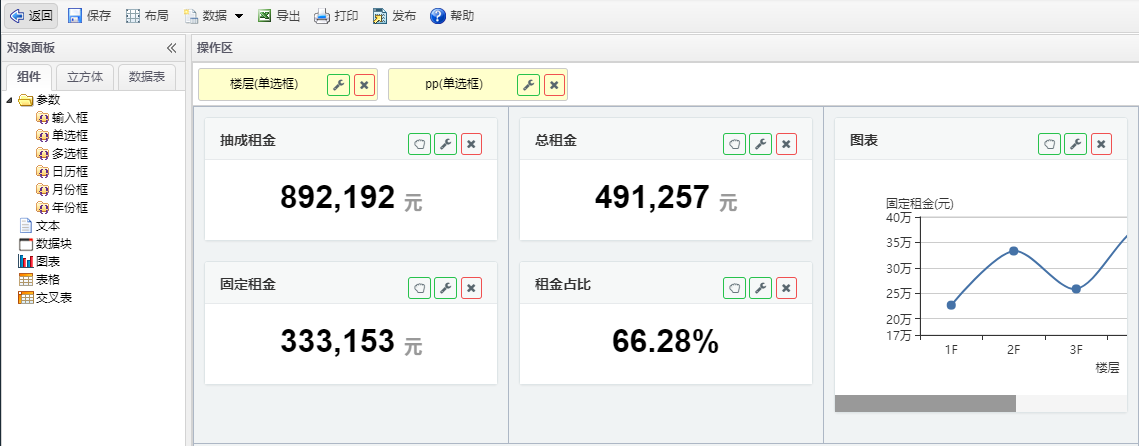 返回 保存 布局 数据 导出 打印 发布 帮助
对象面板
操作区
组件 立方体 数据表
参数
输入框
单选框
多选框
日历框
月份框
年份框
文本
数据块
图表
表格
交叉表
楼层(单选框) pp(单选框)
抽成租金
892,192 元
总租金
491,257 元
固定租金
333,153 元
租金占比
66.28%
图表
固定租金(元)
40万
35万
30万
25万
20万
17万
1F 2F 3F
楼层